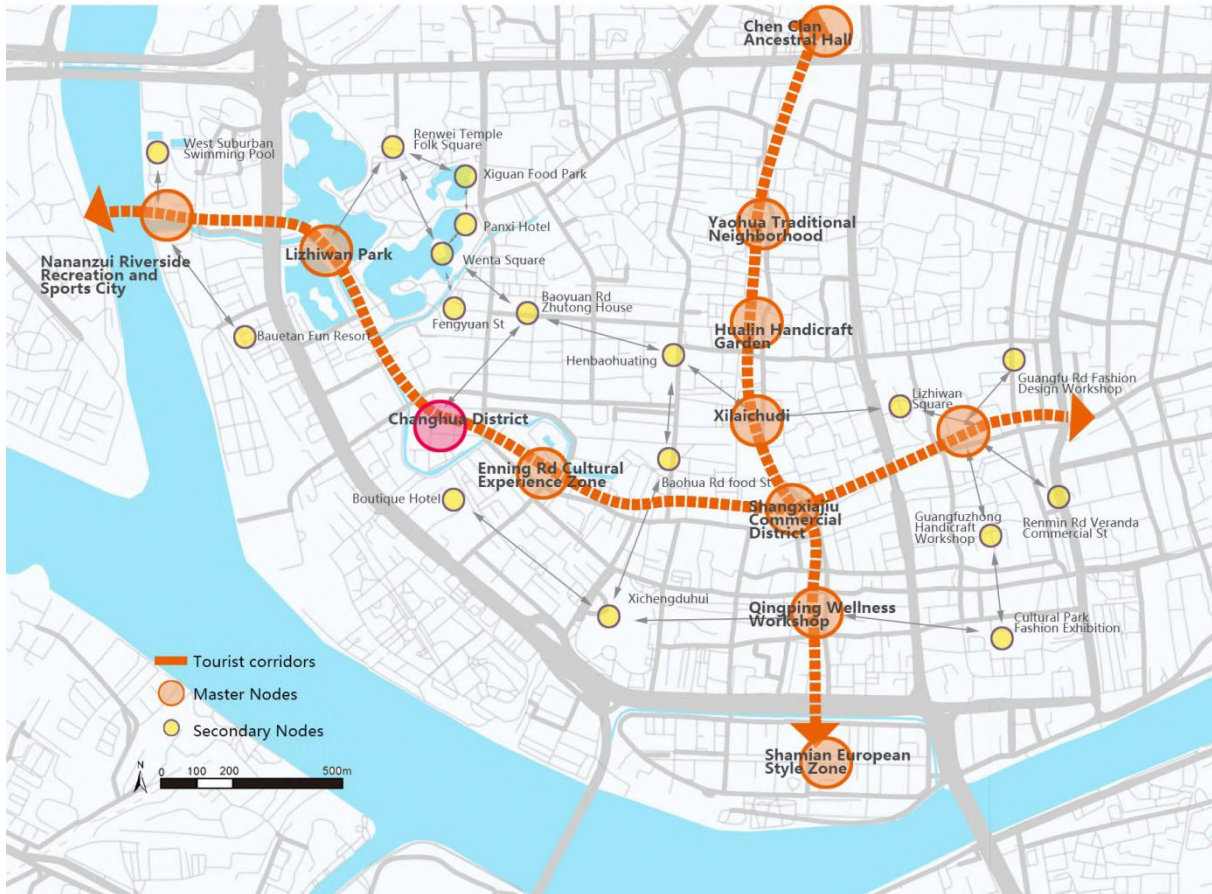 Chen Clan
Ancestral Hall
West Suburban
Swimming Pool
Renwei Temple
Folk Square
Xiguan Food Park
Panxi Hotel
Yaohua Traditional
Neighborhood
Nananzui Riverside
Recreation and
Sports City
Lizhiwan Park
Wenta Square
Baoyuan Rd
Zhutong House
Fengyuan St
Bauetan Fun Resort
Hualin Handicraft
Garden
Henbaohuating
Guangfu Rd Fashion
Design Workshop
Lizhiwan
Square
Changhua District
Xilaichudi
Enning Rd Cultural
Experience Zone
Baohua Rd food St
Boutique Hotel
Shangxiajiu
Commercial
District
Guangfuzhong
Handicraft
Workshop
Renmin Rd Veranda
Commercial St
Xichengduhui
Qingping Wellness
Workshop
Cultural Park
Fashion Exhibition
Tourist corridors
Master Nodes
Secondary Nodes
Shamian European
Style Zone
N
0 100 200 500m